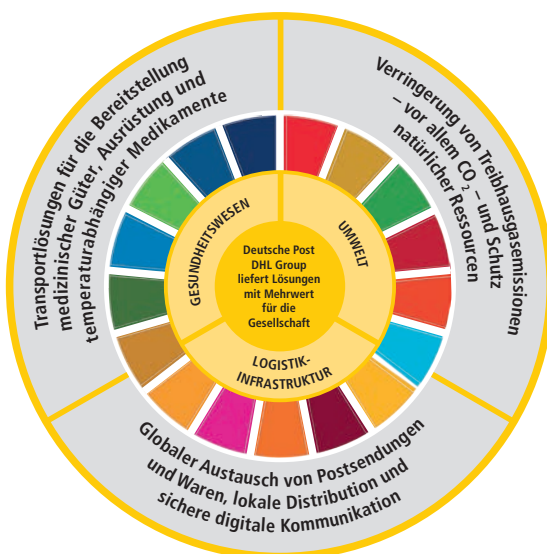 Transportlösungen für die Bereitstellung
medizinischer Güter, Ausrüstung und
temperaturabhängiger Medikamente
Verringerung von Treibhausgasemissionen
– vor allem CO₂ – und Schutz
natürlicher Ressourcen
GESUNDHEITSWESEN
UMWELT
Deutsche Post
DHL Group
liefert Lösungen
mit Mehrwert
für die
Gesellschaft
LOGISTIK-
INFRASTRUKTUR
Globaler Austausch von Postsendungen
und Waren, lokale Distribution und
sichere digitale Kommunikation